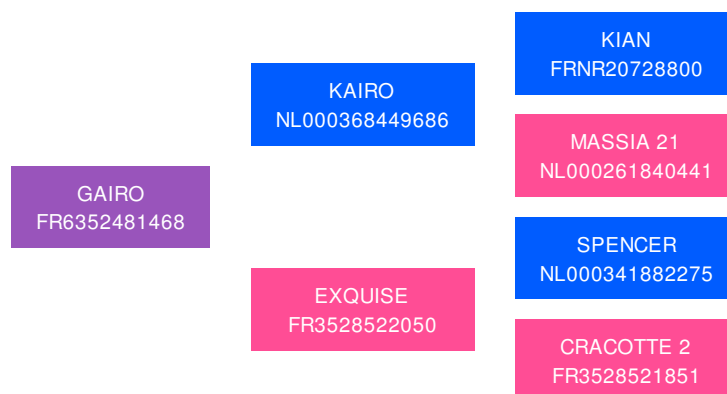 KIAN
FRNR20728800
KAIRO
NL000368449686
MASSIA 21
NL000261840441
GAIRO
FR6352481468
SPENCER
NL000341882275
EXQUISE
FR3528522050
CRACOTTE 2
FR3528521851